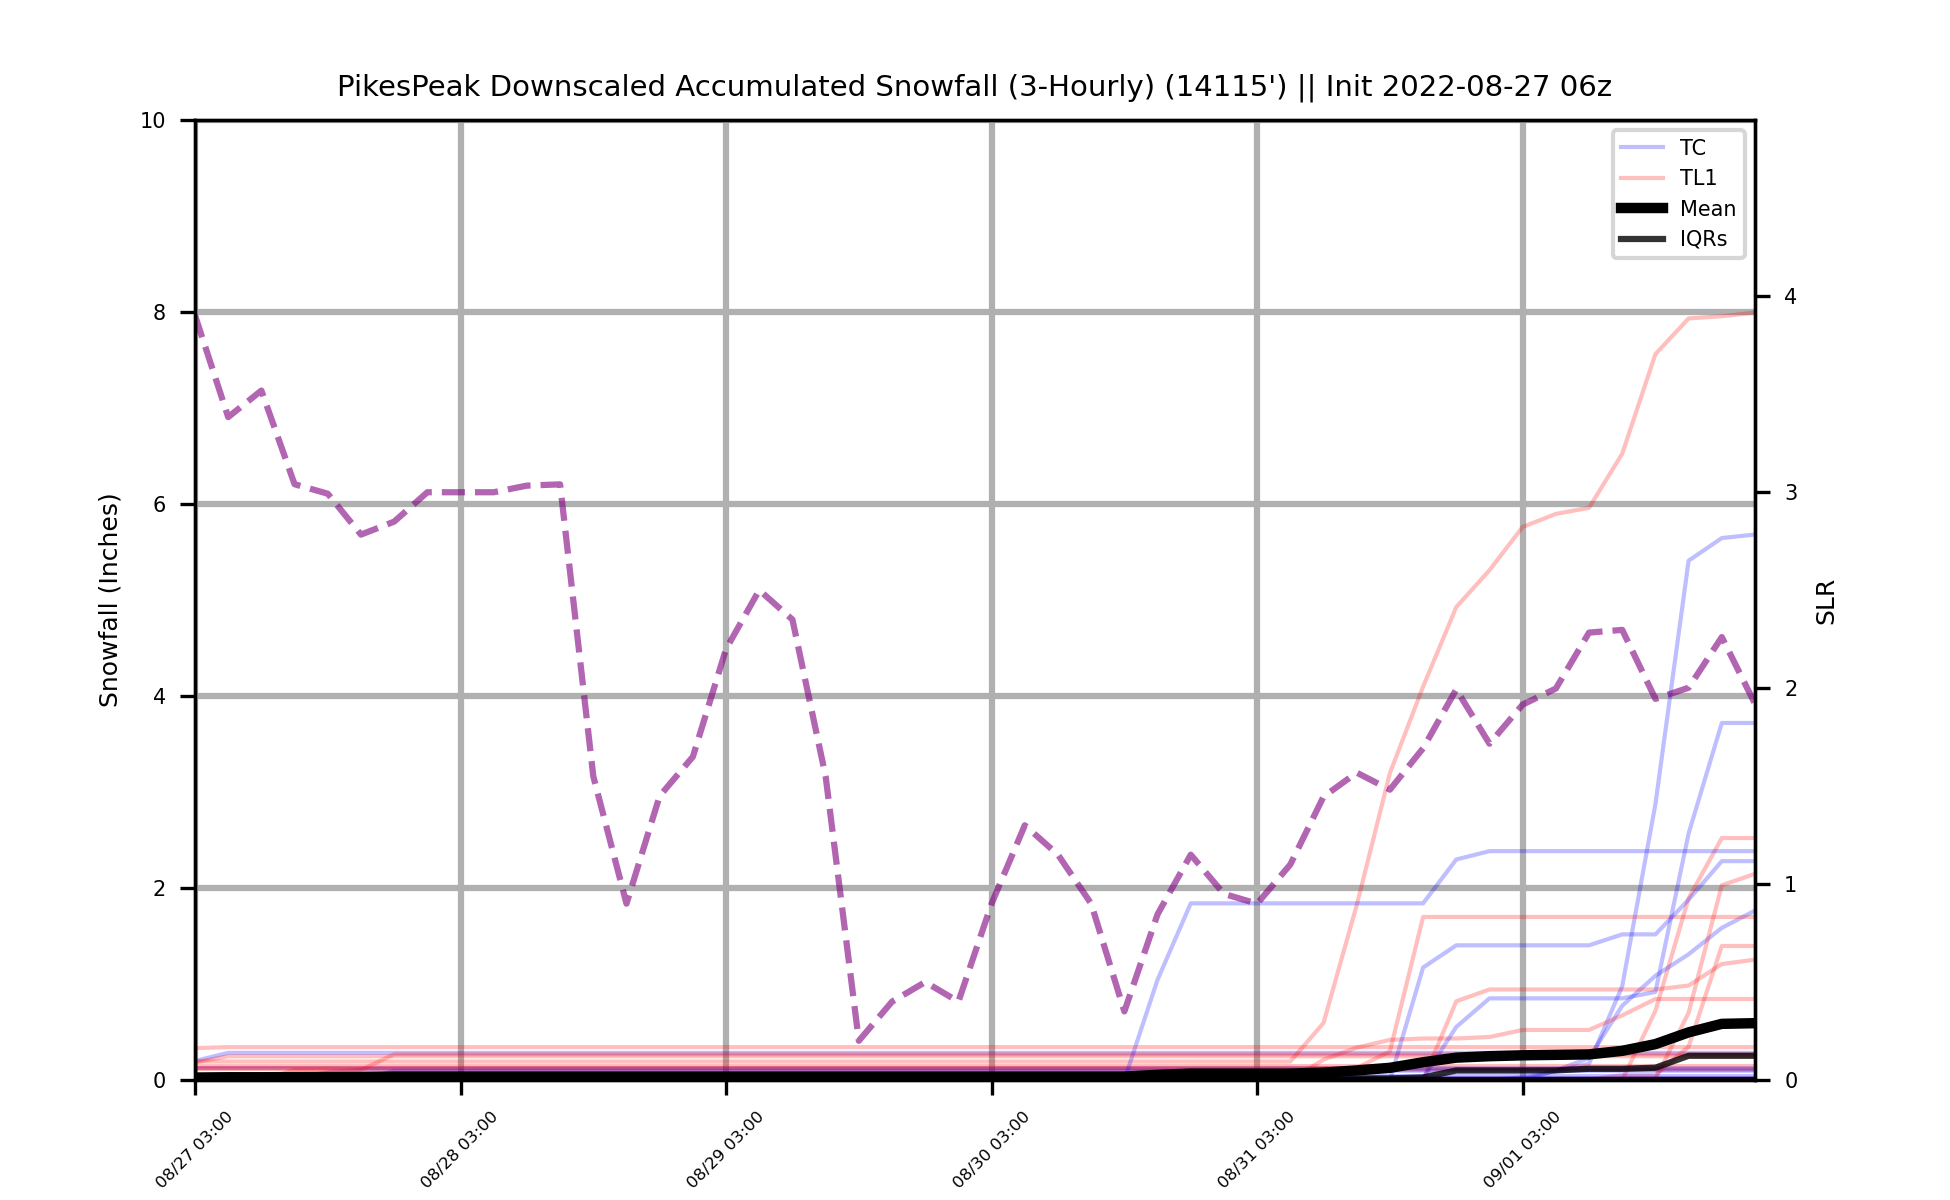 PikesPeak Downscaled Accumulated Snowfall (3-Hourly) (14115') || Init 2022-08-27 06z
TC
TL1
Mean
IQRs
10
8
6
4
2
0
Snowfall (Inches)
4
3
2
1
0
SLR
08/27 03:00
08/28 03:00
08/29 03:00
08/30 03:00
08/31 03:00
09/01 03:00